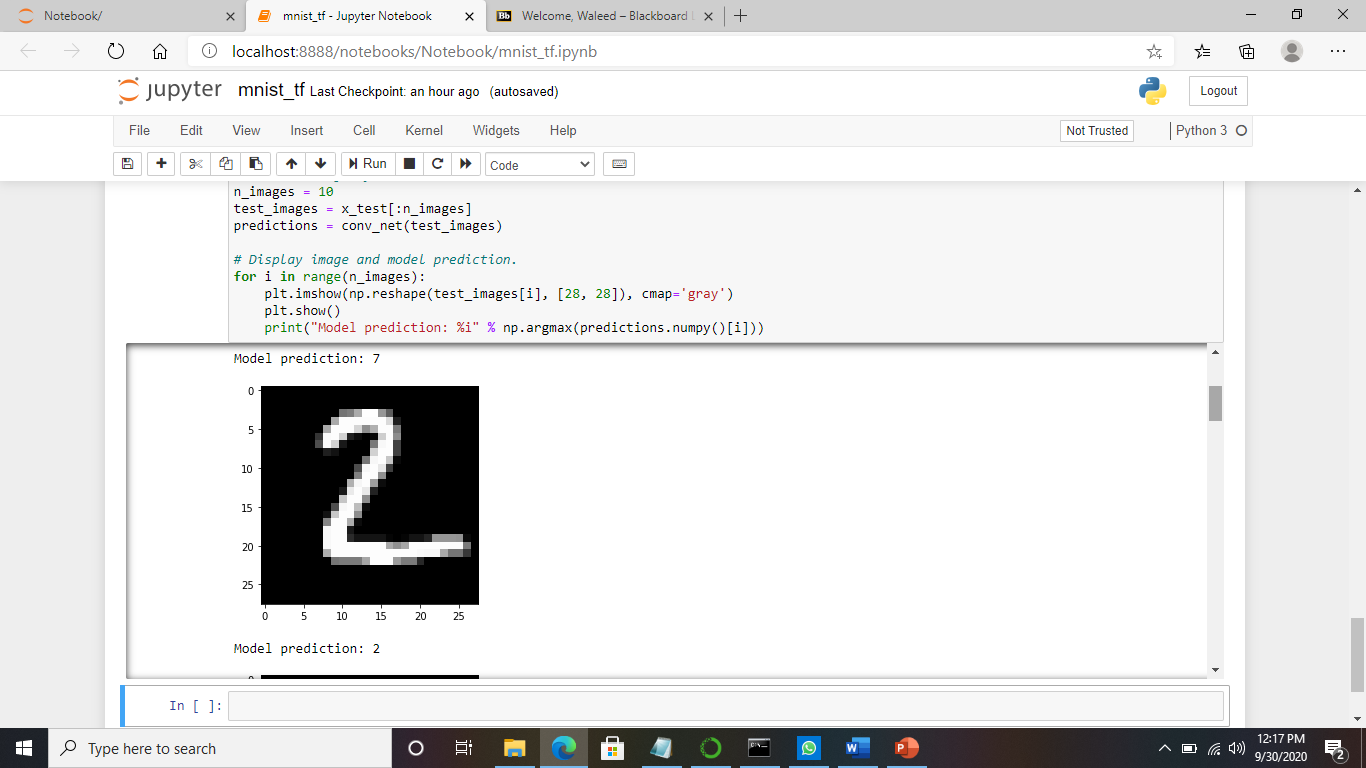 Notebook/
mnist_tf - Jupyter Notebook
Bb Welcome, Waleed – Blackboard
localhost:8888/notebooks/Notebook/mnist_tf.ipynb
jupyter mnist_tf Last Checkpoint: an hour ago (autosaved)
Logout
File Edit View Insert Cell Kernel Widgets Help
Not Trusted
Python 3
Run
Code
n_images = 10
test_images = x_test[:n_images]
predictions = conv_net(test_images)
# Display image and model prediction.
for i in range(n_images):
    plt.imshow(np.reshape(test_images[i], [28, 28]), cmap='gray')
    plt.show()
    print("Model prediction: %i" % np.argmax(predictions.numpy()[i]))
Model prediction: 7
0
5
10
15
20
25
2
0 5 10 15 20 25
Model prediction: 2
In [ ]:
Type here to search
12:17 PM
9/30/2020
2